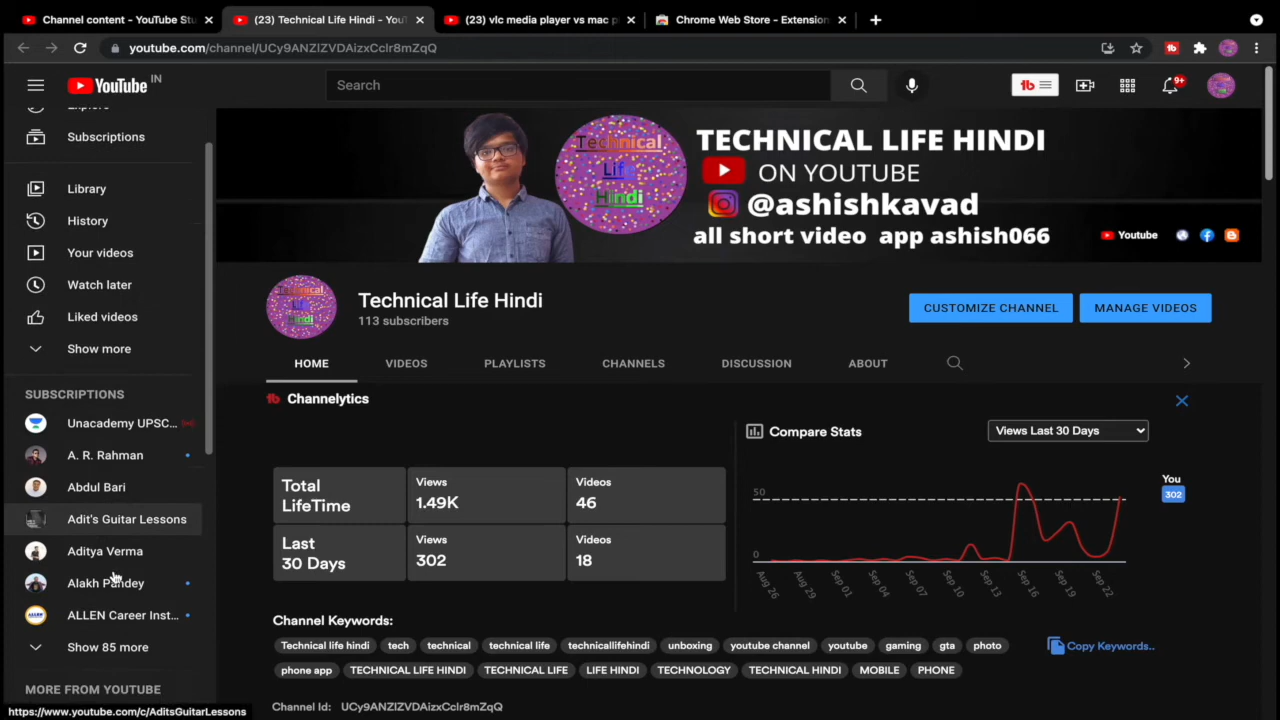 Channel content - YouTube Stu
(23) Technical Life Hindi - YouT
(23) vlc media player vs mac p
Chrome Web Store - Extension
youtube.com/channel/UCy9ANZlZVDAizxCclr8mZqQ
YouTube IN
Search
9+
Explore
Subscriptions
Library
History
Your videos
Watch later
Liked videos
Show more
SUBSCRIPTIONS
Unacademy UPSC...
A. R. Rahman
Abdul Bari
Adit's Guitar Lessons
Aditya Verma
Alakh Pandey
ALLEN Career Inst...
Show 85 more
MORE FROM YOUTUBE
https://www.youtube.com/c/AditsGuitarLessons
Technical
Life
Hindi
TECHNICAL LIFE HINDI
ON YOUTUBE
@ashishkavad
all short video app ashish066
Youtube
Technical Life Hindi
113 subscribers
CUSTOMIZE CHANNEL
MANAGE VIDEOS
HOME
VIDEOS
PLAYLISTS
CHANNELS
DISCUSSION
ABOUT
Channelytics
Total LifeTime
Views
1.49K
Videos
46
Last 30 Days
Views
302
Videos
18
Compare Stats
Views Last 30 Days
50
0
Aug 26
Aug 29
Sep 01
Sep 04
Sep 07
Sep 10
Sep 13
Sep 16
Sep 19
Sep 22
You
302
Channel Keywords:
Technical life hindi tech technical technical life technicallifehindi unboxing youtube channel youtube gaming gta photo
phone app TECHNICAL LIFE HINDI TECHNICAL LIFE LIFE HINDI TECHNOLOGY TECHNICAL HINDI MOBILE PHONE
Copy Keywords..
Channel Id: UCy9ANZlZVDAizxCclr8mZqQ